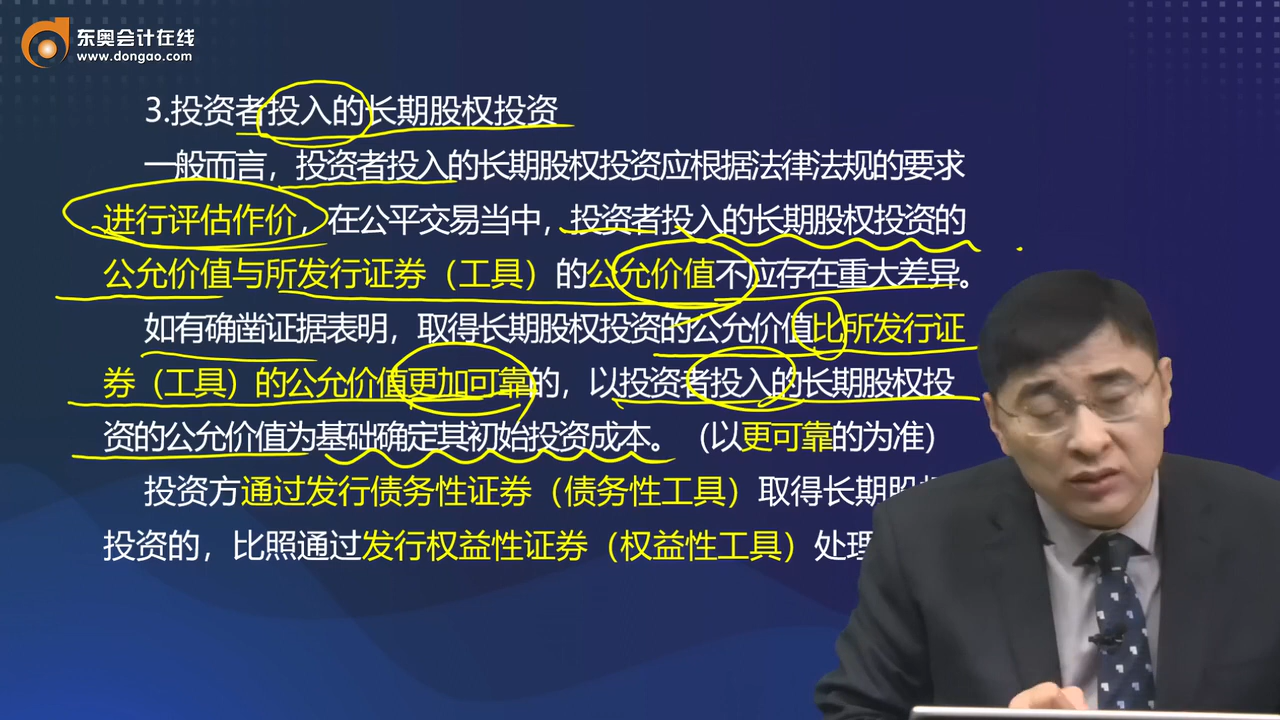 东奥会计在线
www.dongao.com
3.投资者投入的长期股权投资
一般而言，投资者投入的长期股权投资应根据法律法规的要求
进行评估作价，在公平交易当中，投资者投入的长期股权投资的
公允价值与所发行证券（工具）的公允价值不应存在重大差异。
如有确凿证据表明，取得长期股权投资的公允价值比所发行证
券（工具）的公允价值更加可靠的，以投资者投入的长期股权投
资的公允价值为基础确定其初始投资成本。（以更可靠的为准）
投资方通过发行债务性证券（债务性工具）取得长期股权
投资的，比照通过发行权益性证券（权益性工具）处理